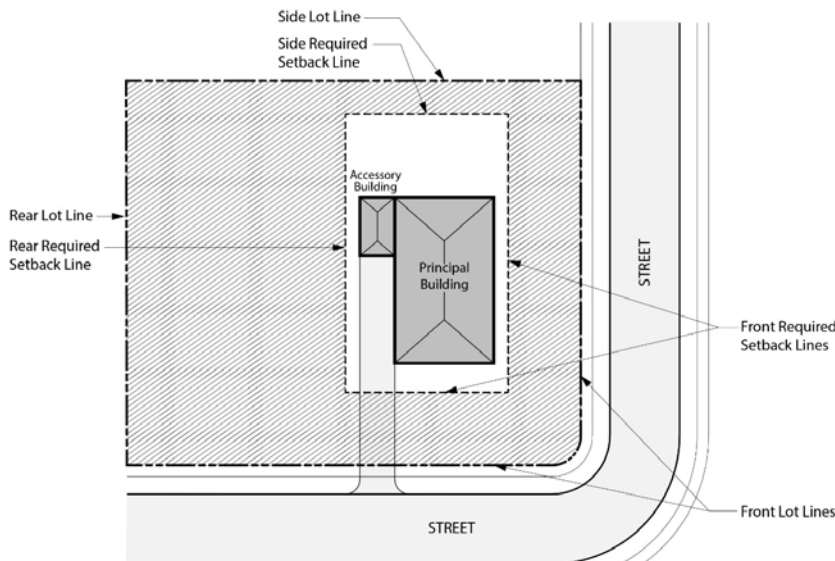 Side Lot Line
Side Required
Setback Line
Accessory
Building
Rear Lot Line
Rear Required
Setback Line
Principal
Building
STREET
Front Required
Setback Lines
Front Lot Lines
STREET